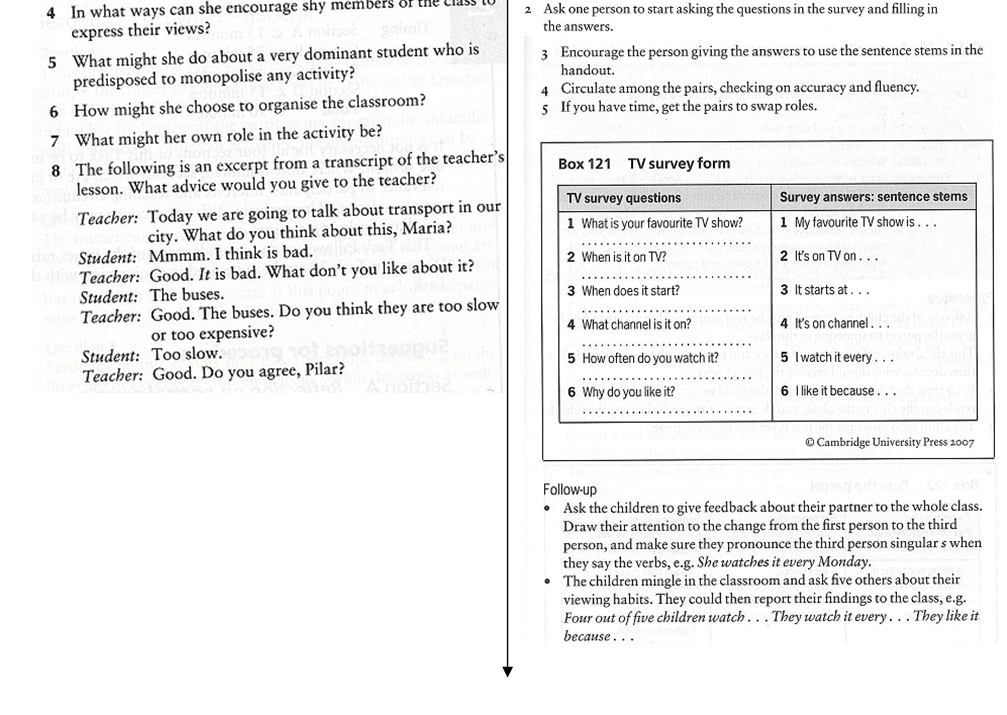 4 In what ways can she encourage shy members of the class to
express their views?
5 What might she do about a very dominant student who is
predisposed to monopolise any activity?
6 How might she choose to organise the classroom?
7 What might her own role in the activity be?
8 The following is an excerpt from a transcript of the teacher's
lesson. What advice would you give to the teacher?
Teacher: Today we are going to talk about transport in our
city. What do you think about this, Maria?
Student: Mmmm. I think is bad.
Teacher: Good. It is bad. What don't you like about it?
Student: The buses.
Teacher: Good. The buses. Do you think they are too slow
or too expensive?
Student: Too slow.
Teacher: Good. Do you agree, Pilar?
2 Ask one person to start asking the questions in the survey and filling in
the answers.
3 Encourage the person giving the answers to use the sentence stems in the
handout.
4 Circulate among the pairs, checking on accuracy and fluency.
5 If you have time, get the pairs to swap roles.
Box 121 TV survey form
TV survey questions Survey answers: sentence stems
1 What is your favourite TV show? 1 My favourite TV show is . . .
2 When is it on TV? 2 It's on TV on . . .
3 When does it start? 3 It starts at . . .
4 What channel is it on? 4 It's on channel . . .
5 How often do you watch it? 5 I watch it every . . .
6 Why do you like it? 6 I like it because . . .
© Cambridge University Press 2007
Follow-up
• Ask the children to give feedback about their partner to the whole class.
Draw their attention to the change from the first person to the third
person, and make sure they pronounce the third person singular s when
they say the verbs, e.g. She watches it every Monday.
• The children mingle in the classroom and ask five others about their
viewing habits. They could then report their findings to the class, e.g.
Four out of five children watch . . . They watch it every . . . They like it
because . . .